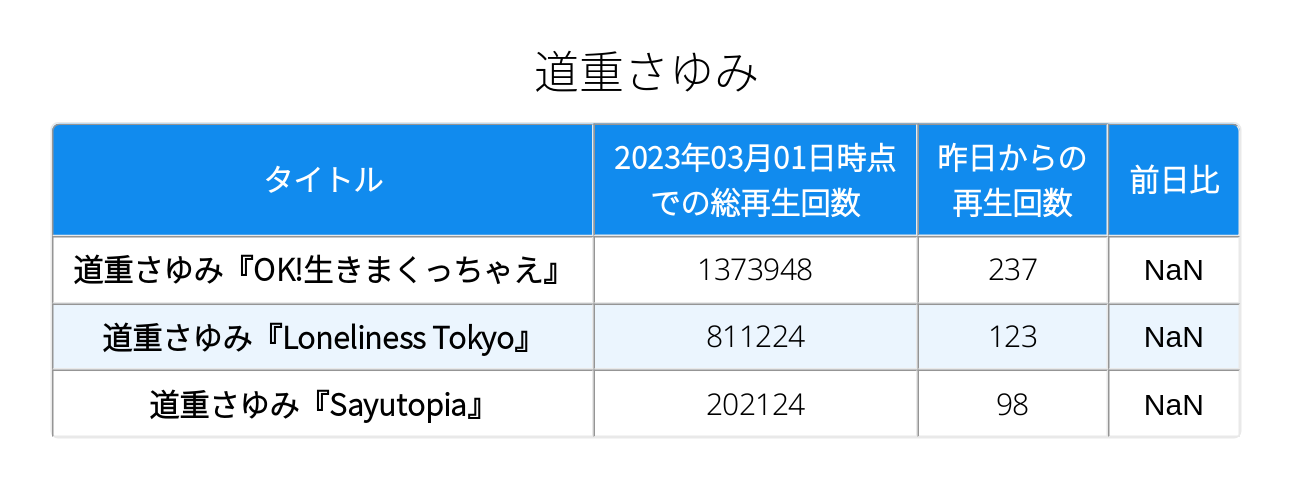 道重さゆみ
タイトル
2023年03月01日時点
での総再生回数
昨日からの
再生回数
前日比
道重さゆみ『OK!生きまくっちゃえ』 1373948 237 NaN
道重さゆみ『Loneliness Tokyo』 811224 123 NaN
道重さゆみ『Sayutopia』 202124 98 NaN